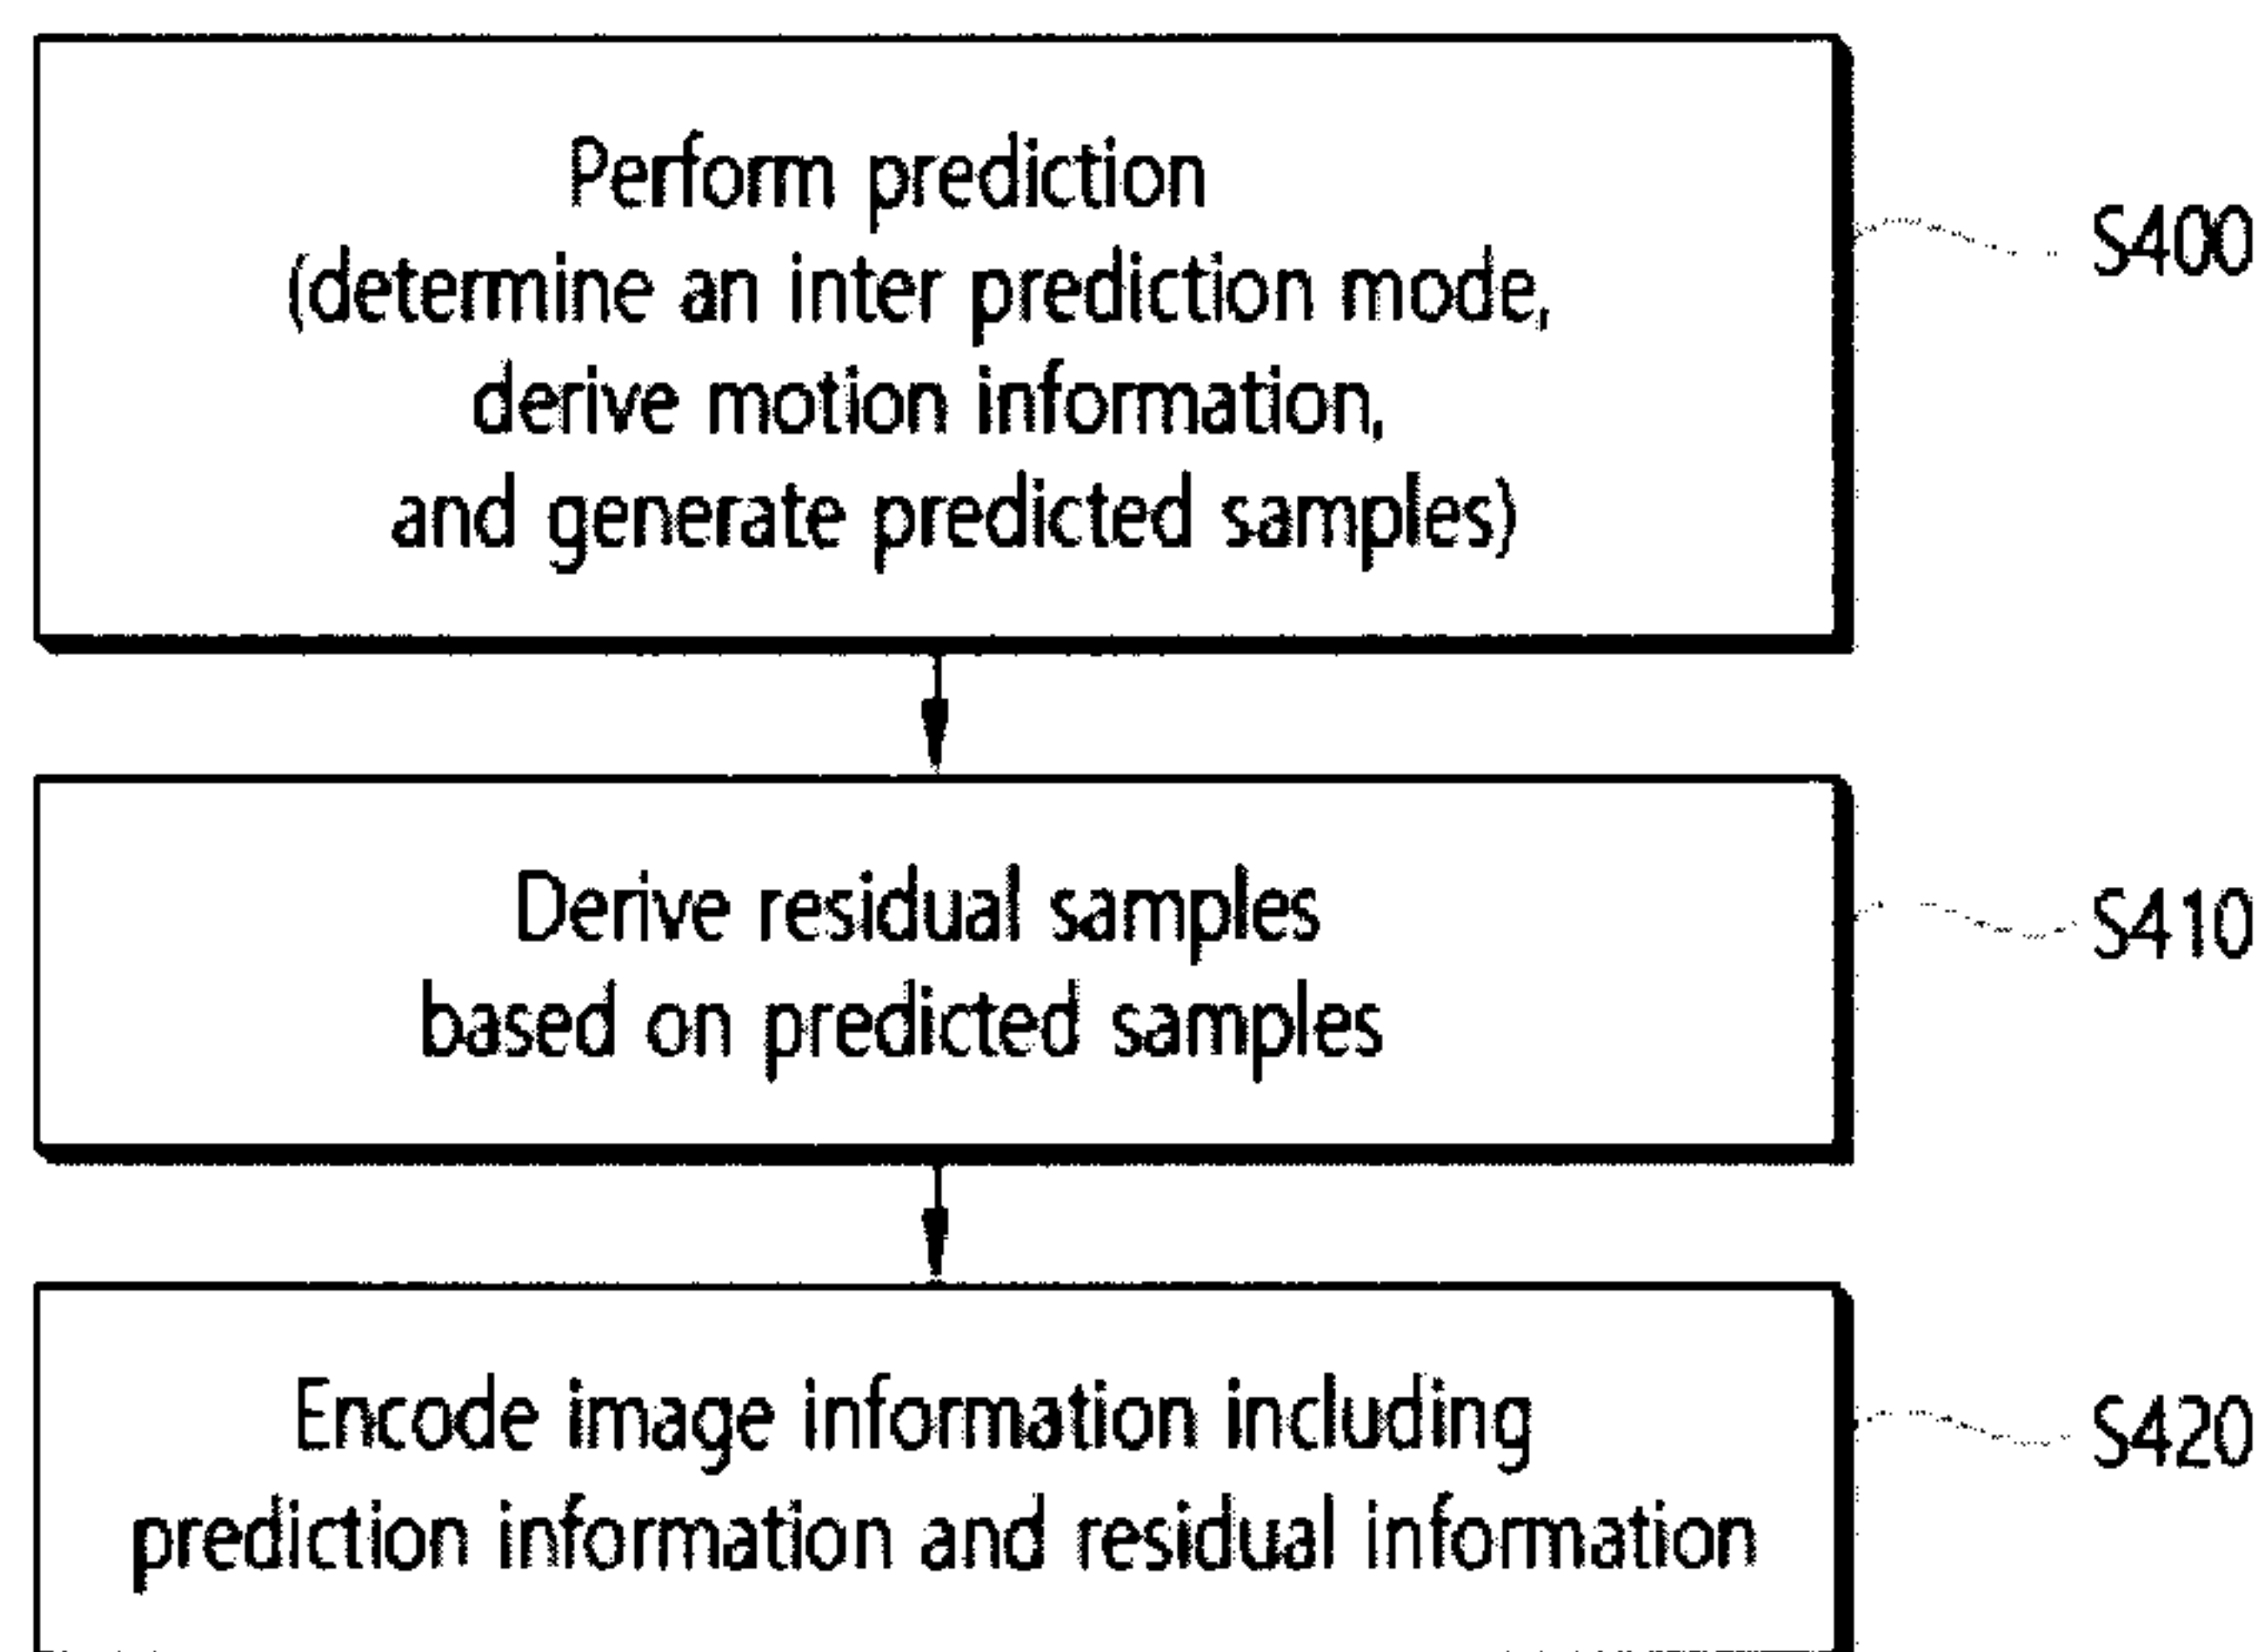 Perform prediction
(determine an inter prediction mode,
derive motion information,
and generate predicted samples)
S400
Derive residual samples
based on predicted samples
S410
Encode image information including
prediction information and residual information
S420